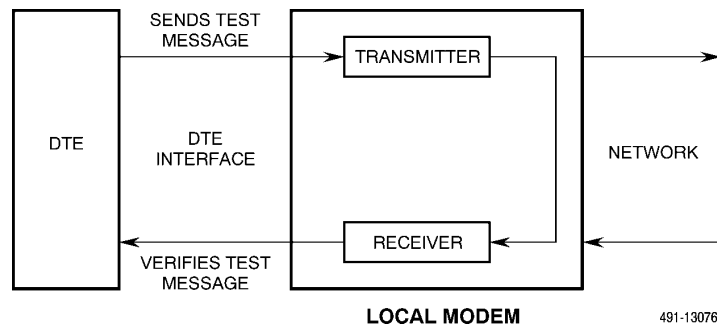 SENDS TEST
MESSAGE
TRANSMITTER
DTE
DTE
INTERFACE
NETWORK
RECEIVER
VERIFIES TEST
MESSAGE
LOCAL MODEM
491-13076